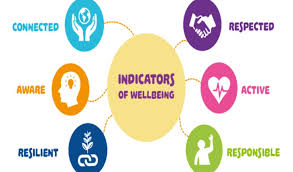 CONNECTED
RESPECTED
INDICATORS
OF WELLBEING
AWARE
ACTIVE
RESILIENT
RESPONSIBLE